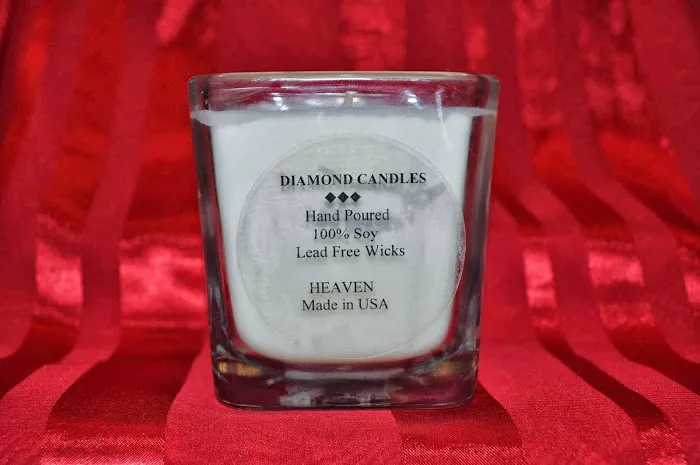 DIAMOND CANDLES
◆◆◆
Hand Poured
100% Soy
Lead Free Wicks
HEAVEN
Made in USA